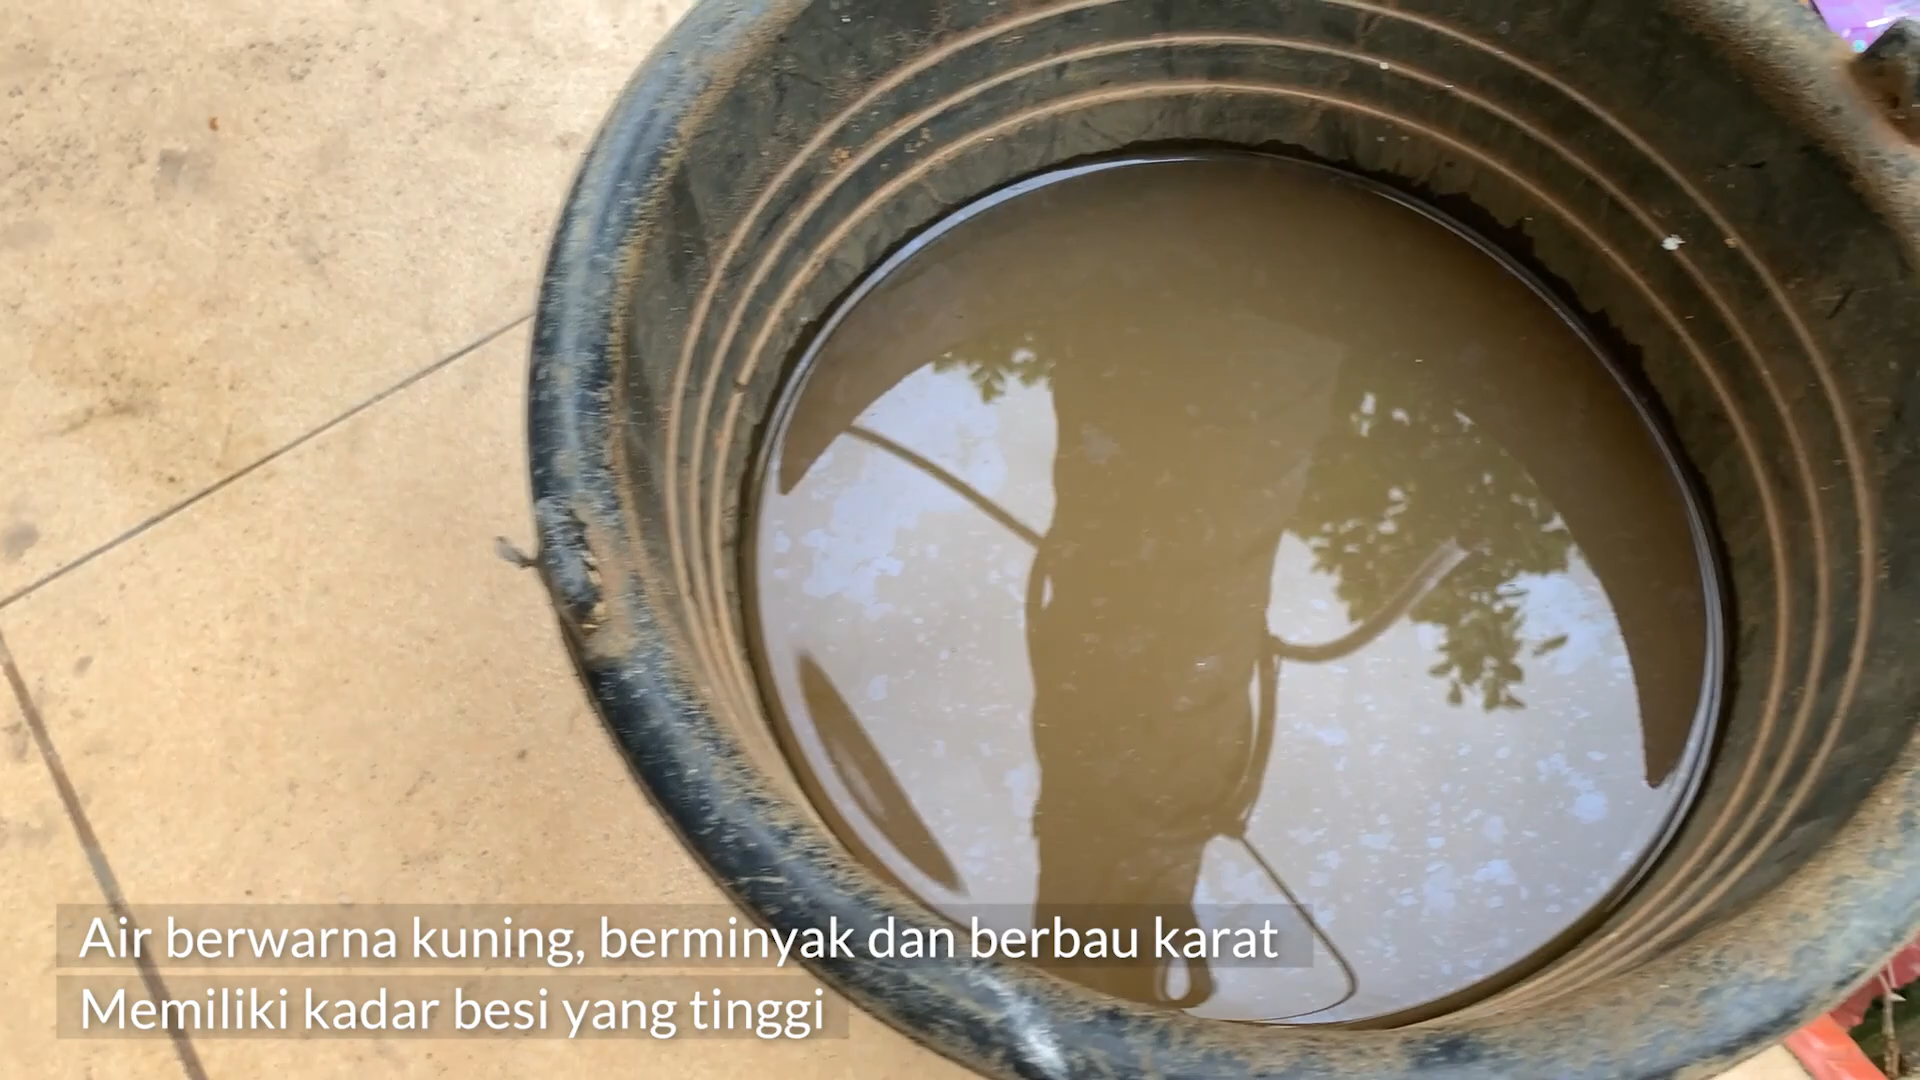 Air berwarna kuning, berminyak dan berbau karat
Memiliki kadar besi yang tinggi